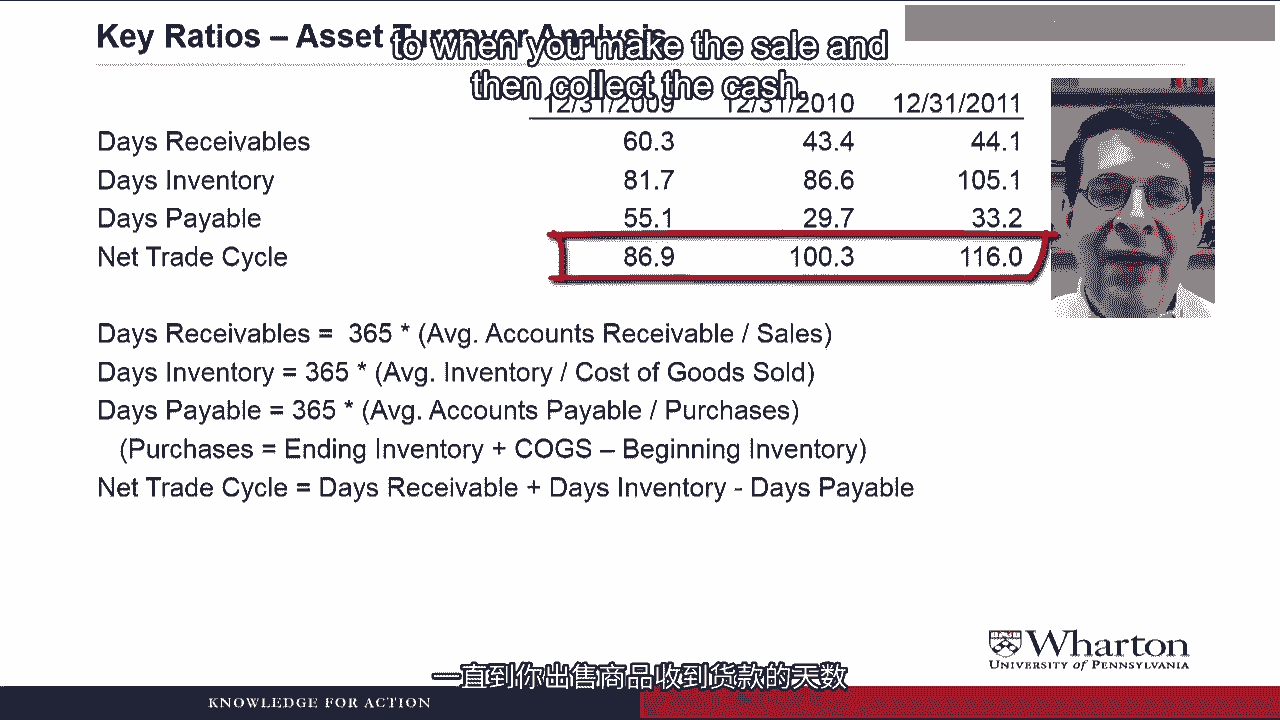 Key Ratios – Asset Turnover Analysis
to when you make the sale and
then collect the cash.
12/31/2009 12/31/2010 12/31/2011
Days Receivables 60.3 43.4 44.1
Days Inventory 81.7 86.6 105.1
Days Payable 55.1 29.7 33.2
Net Trade Cycle 86.9 100.3 116.0
Days Receivables = 365 * (Avg. Accounts Receivable / Sales)
Days Inventory = 365 * (Avg. Inventory / Cost of Goods Sold)
Days Payable = 365 * (Avg. Accounts Payable / Purchases)
(Purchases = Ending Inventory + COGS – Beginning Inventory)
Net Trade Cycle = Days Receivable + Days Inventory - Days Payable
Wharton
UNIVERSITY of PENNSYLVANIA
一直到你出售商品收到货款的天数
KNOWLEDGE FOR ACTION